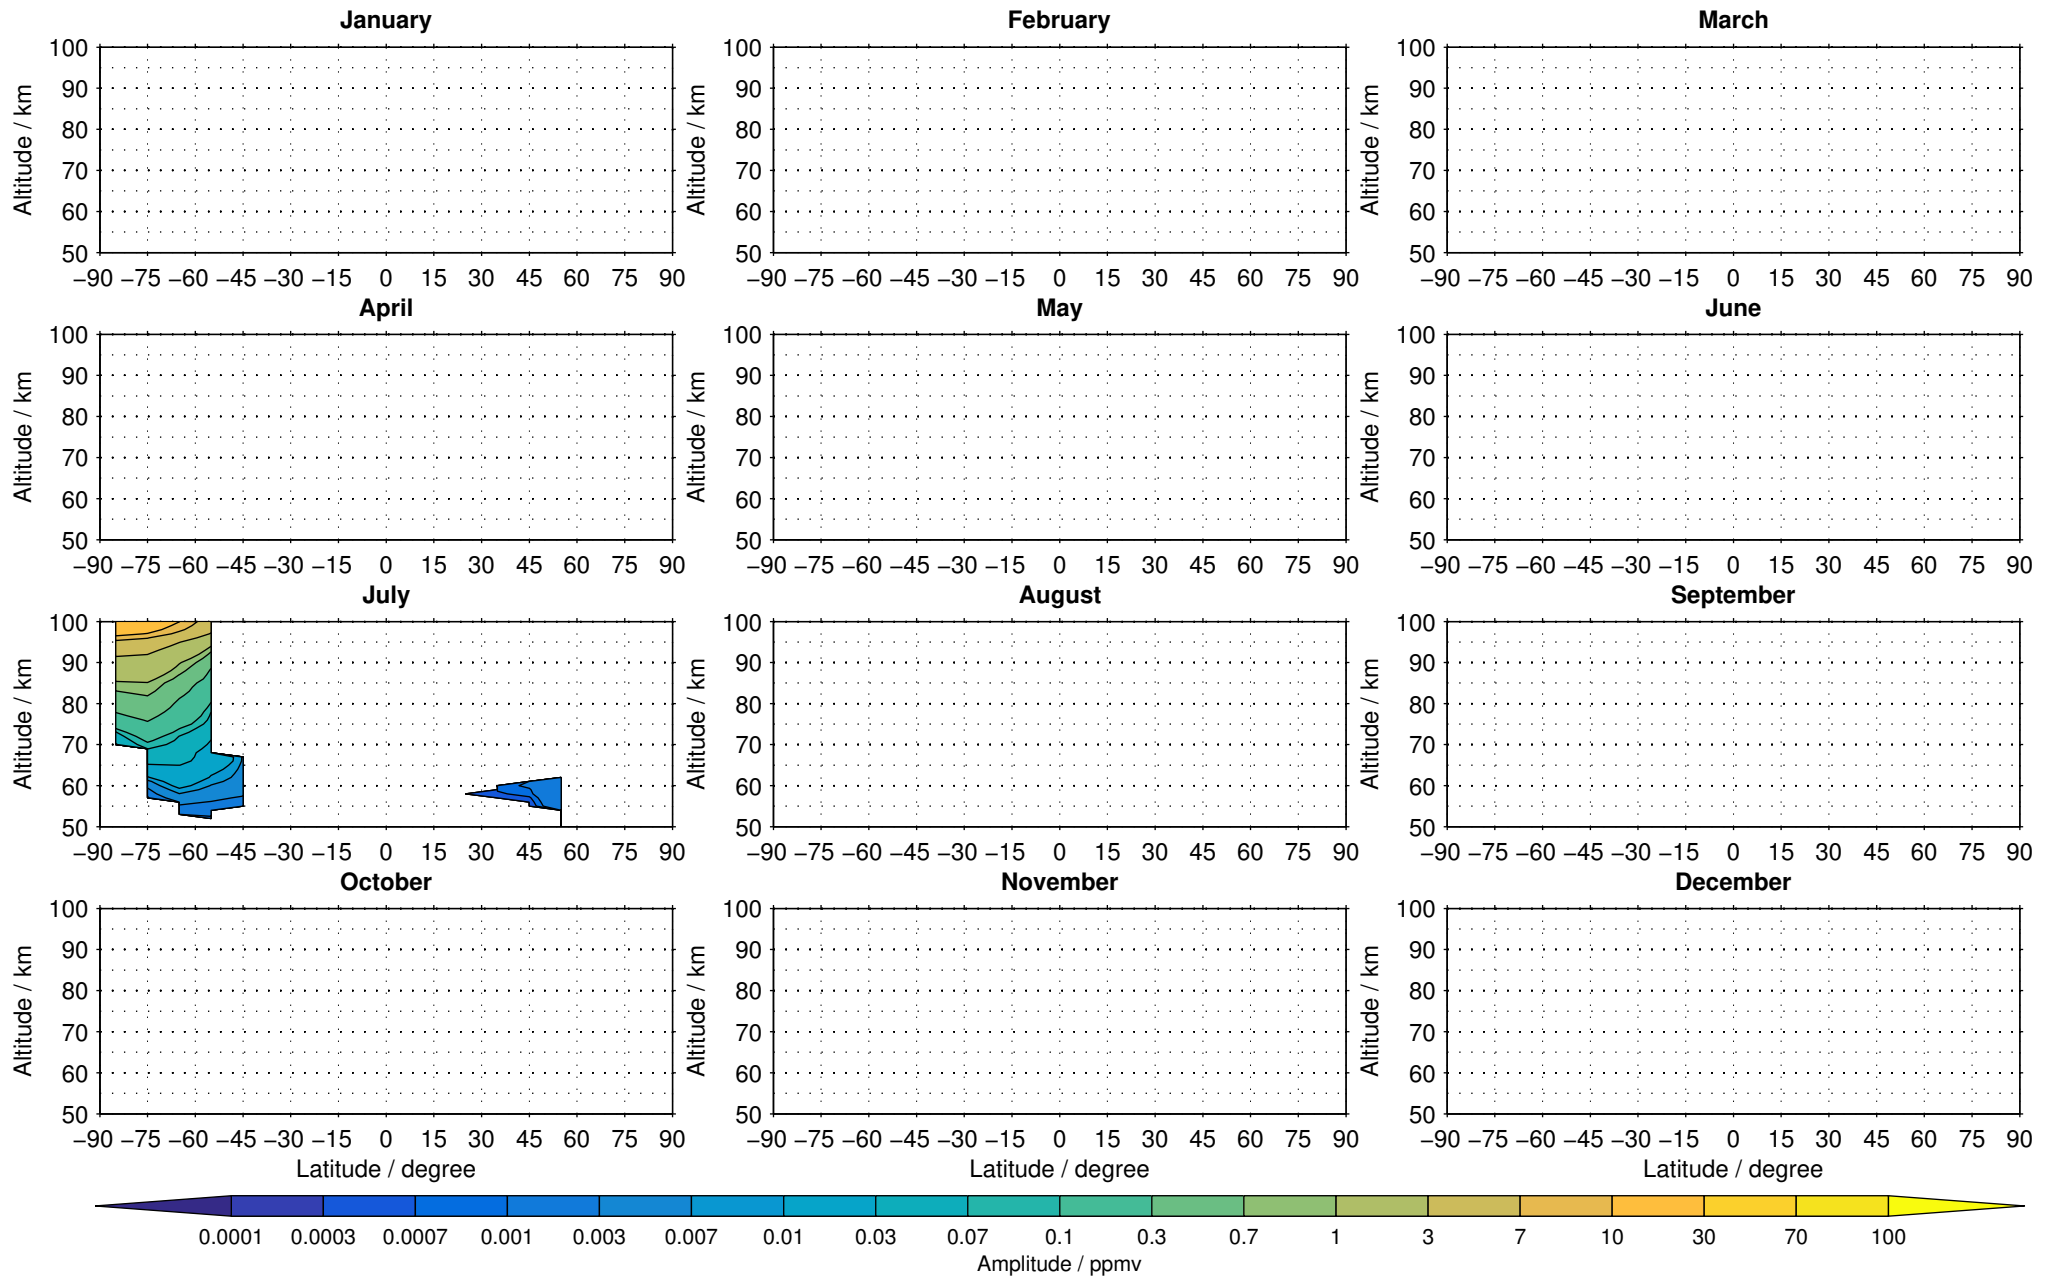 January February March
100 100 100
90 90 90
80 80 80
70 70 70
60 60 60
50 50 50
Altitude / km Altitude / km Altitude / km
−90 −75 −60 −45 −30 −15 0 15 30 45 60 75 90 −90 −75 −60 −45 −30 −15 0 15 30 45 60 75 90 −90 −75 −60 −45 −30 −15 0 15 30 45 60 75 90
April May June
100 100 100
90 90 90
80 80 80
70 70 70
60 60 60
50 50 50
Altitude / km Altitude / km Altitude / km
−90 −75 −60 −45 −30 −15 0 15 30 45 60 75 90 −90 −75 −60 −45 −30 −15 0 15 30 45 60 75 90 −90 −75 −60 −45 −30 −15 0 15 30 45 60 75 90
July August September
100 100 100
90 90 90
80 80 80
70 70 70
60 60 60
50 50 50
Altitude / km Altitude / km Altitude / km
−90 −75 −60 −45 −30 −15 0 15 30 45 60 75 90 −90 −75 −60 −45 −30 −15 0 15 30 45 60 75 90 −90 −75 −60 −45 −30 −15 0 15 30 45 60 75 90
October November December
100 100 100
90 90 90
80 80 80
70 70 70
60 60 60
50 50 50
Altitude / km Altitude / km Altitude / km
−90 −75 −60 −45 −30 −15 0 15 30 45 60 75 90 −90 −75 −60 −45 −30 −15 0 15 30 45 60 75 90 −90 −75 −60 −45 −30 −15 0 15 30 45 60 75 90
Latitude / degree Latitude / degree Latitude / degree
0.0001 0.0003 0.0007 0.001 0.003 0.007 0.01 0.03 0.07 0.1 0.3 0.7 1 3 7 10 30 70 100
Amplitude / ppmv